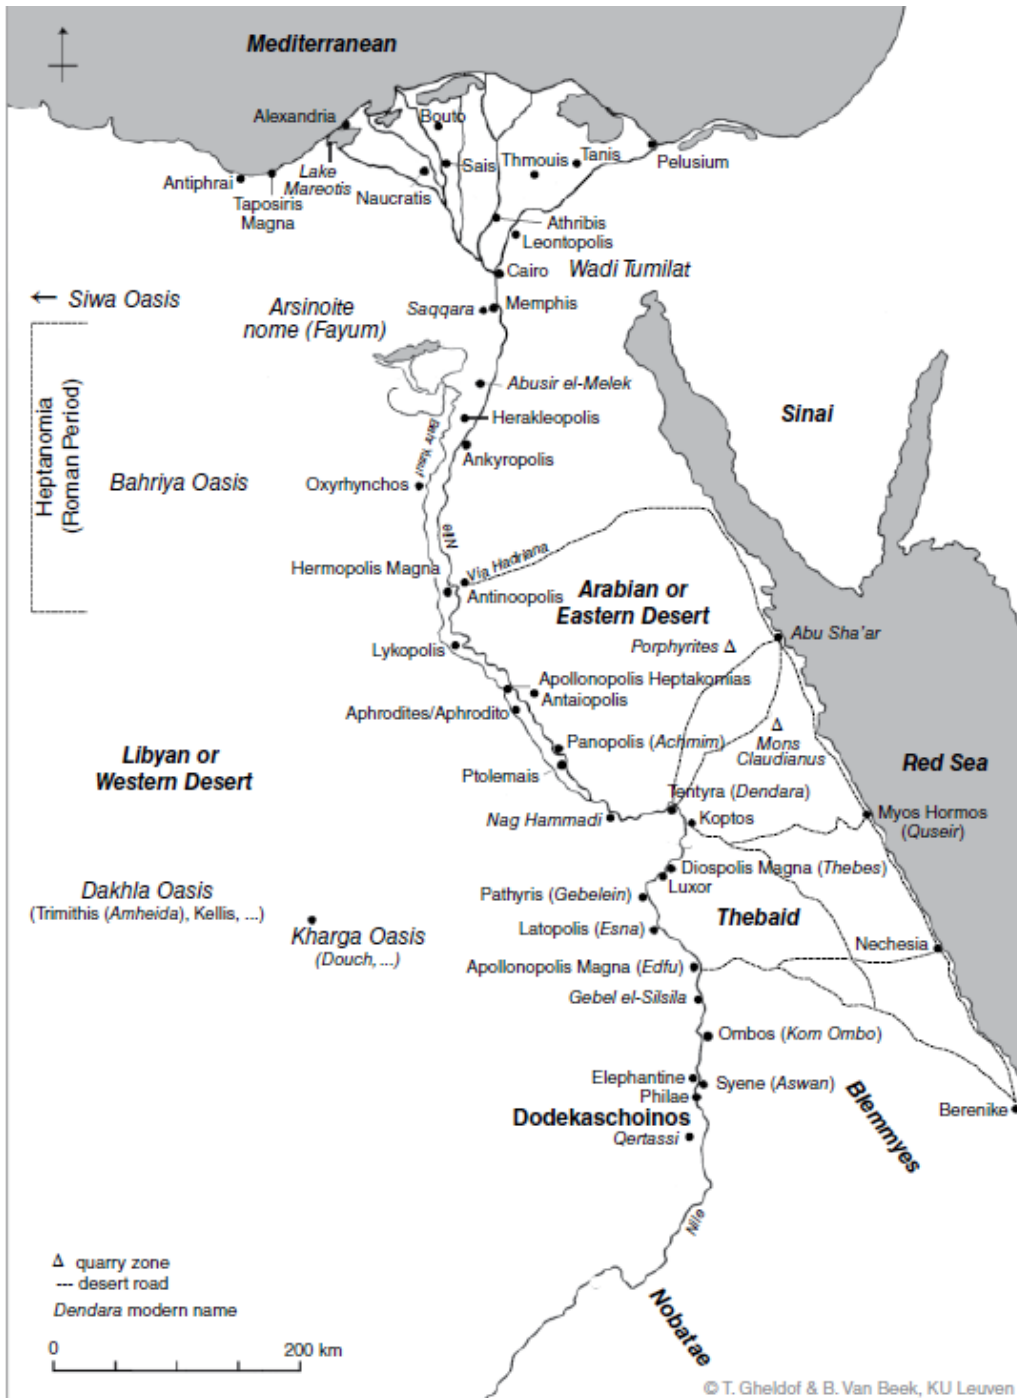 Mediterranean
Alexandria
Bouto
Lake
Mareotis
Sais
Thmouis
Tanis
Pelusium
Antiphrai
Taposiris
Magna
Naucratis
Athribis
Leontopolis
Cairo
Wadi Tumilat
← Siwa Oasis
Arsinoite
nome (Fayum)
Saqqara
Memphis
Heptanomia
(Roman Period)
Abusir el-Melek
Sinai
Herakleopolis
Bahr Yusuf
Ankyropolis
Bahriya Oasis
Oxyrhynchos
Nile
Via Hadriana
Hermopolis Magna
Antinoopolis
Arabian or
Eastern Desert
Porphyrites Δ
Abu Sha'ar
Lykopolis
Apollonopolis Heptakomias
Antaiopolis
Aphrodites/Aphrodito
Panopolis (Achmim)
Δ
Mons
Claudianus
Libyan or
Western Desert
Red Sea
Ptolemais
Tentyra (Dendara)
Nag Hammadi
Koptos
Myos Hormos
(Quseir)
Diospolis Magna (Thebes)
Luxor
Dakhla Oasis
(Trimithis (Amheida), Kellis, ...)
Pathyris (Gebelein)
Thebaid
Kharga Oasis
(Douch, ...)
Latopolis (Esna)
Nechesia
Apollonopolis Magna (Edfu)
Gebel el-Silsila
Ombos (Kom Ombo)
Elephantine
Syene (Aswan)
Philae
Blemmyes
Berenike
Dodekaschoinos
Qertassi
Nile
Nobatae
Δ quarry zone
--- desert road
Dendara modern name
0 200 km
© T. Gheldof & B. Van Beek, KU Leuven